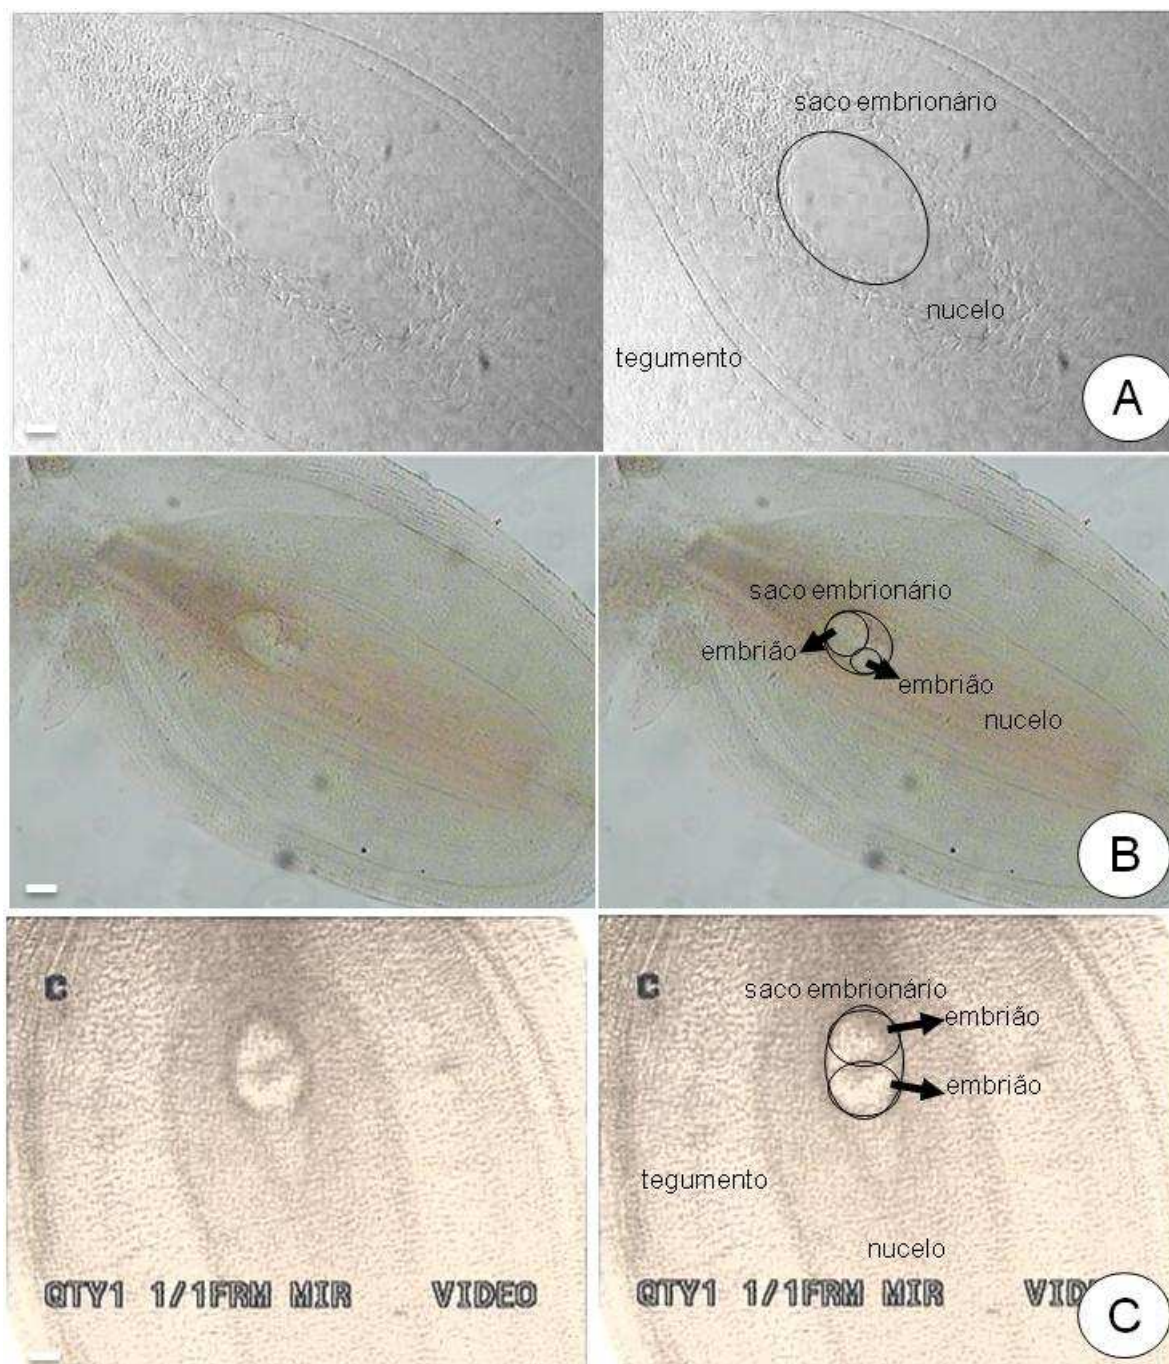 saco embrionário
nucelo
tegumento
A
saco embrionário
embrião
embrião
nucelo
B
C
C
saco embrionário
embrião
embrião
tegumento
nucelo
QTY1 1/1FRM MIR VIDEO
QTY1 1/1FRM MIR
C